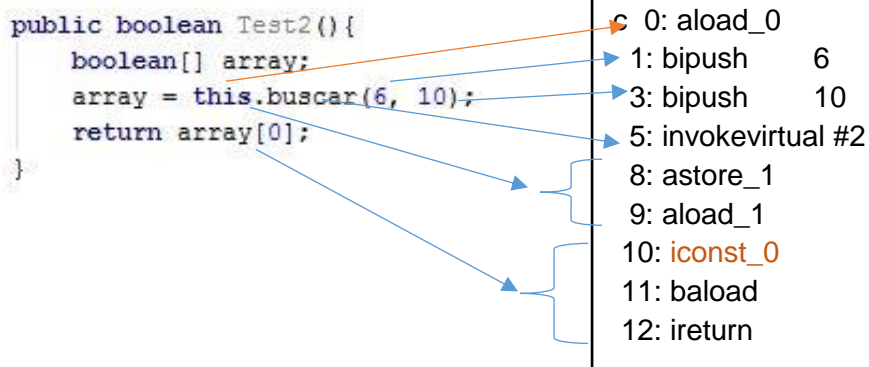 public boolean Test2(){
boolean[] array;
array = this.buscar(6, 10);
return array[0];
}
c 0: aload_0
1: bipush 6
3: bipush 10
5: invokevirtual #2
8: astore_1
9: aload_1
10: iconst_0
11: baload
12: ireturn